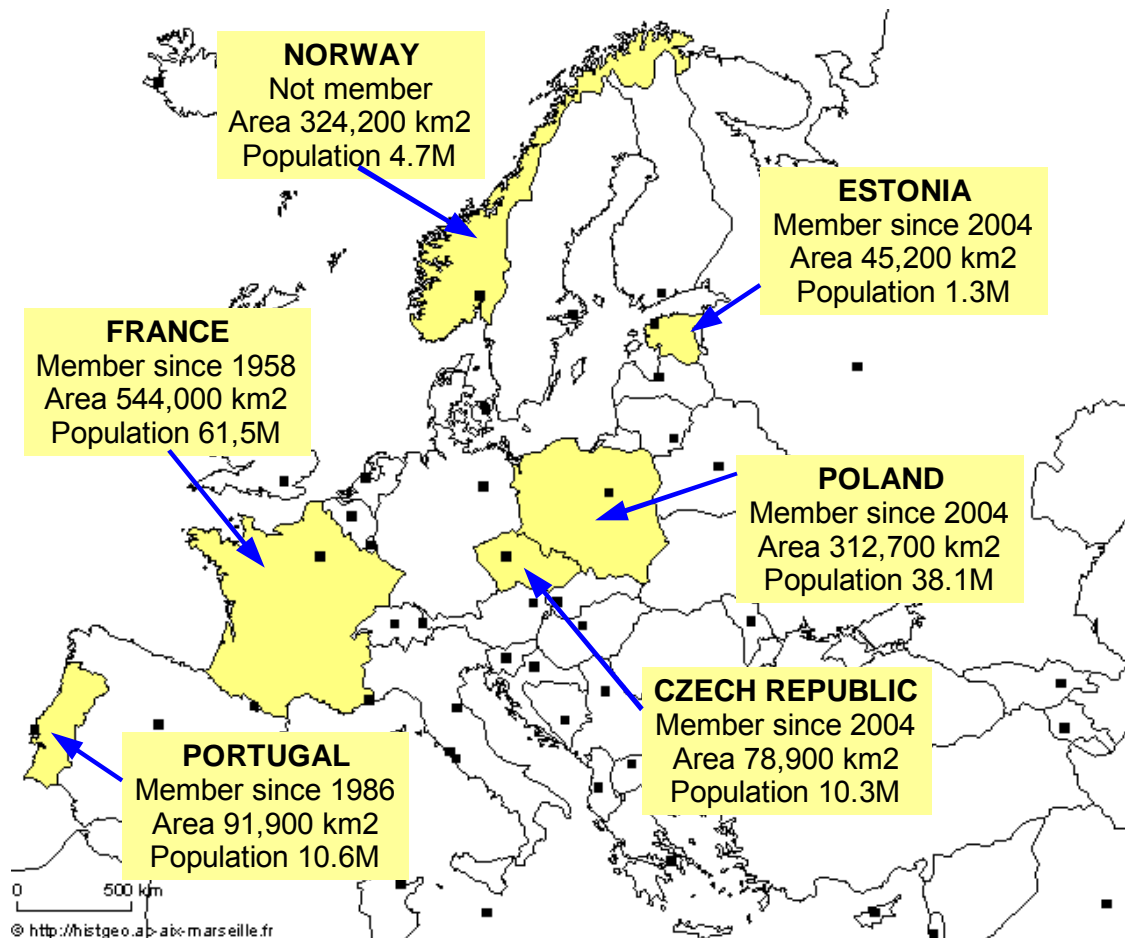 NORWAY
Not member
Area 324,200 km2
Population 4.7M
ESTONIA
Member since 2004
Area 45,200 km2
Population 1.3M
FRANCE
Member since 1958
Area 544,000 km2
Population 61,5M
POLAND
Member since 2004
Area 312,700 km2
Population 38.1M
CZECH REPUBLIC
Member since 2004
Area 78,900 km2
Population 10.3M
PORTUGAL
Member since 1986
Area 91,900 km2
Population 10.6M
0 500 km
© http://histgeo.ac-aix-marseille.fr